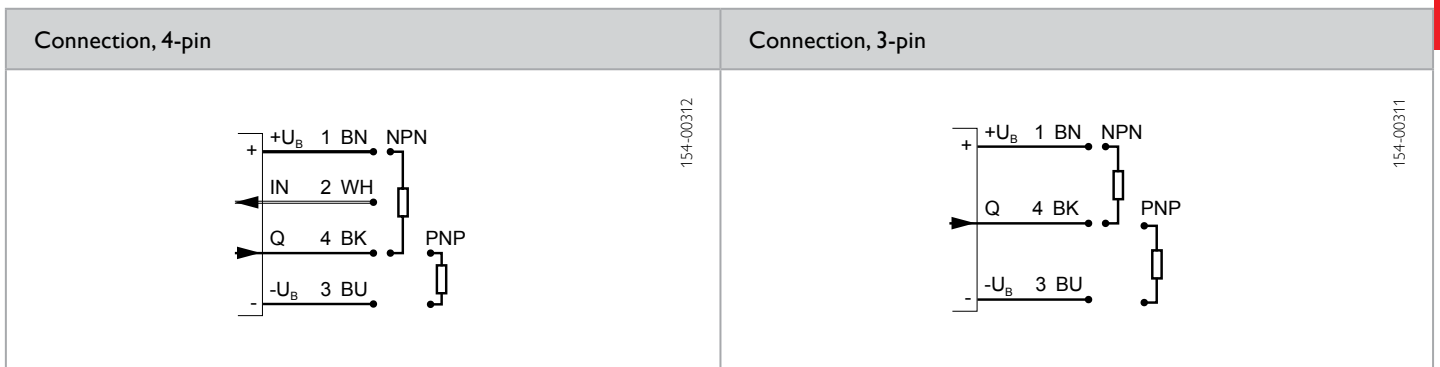 Connection, 4-pin
+ +UB 1 BN NPN
IN 2 WH
Q 4 BK PNP
- -UB 3 BU
154-00312
Connection, 3-pin
+ +UB 1 BN NPN
Q 4 BK PNP
- -UB 3 BU
154-00311